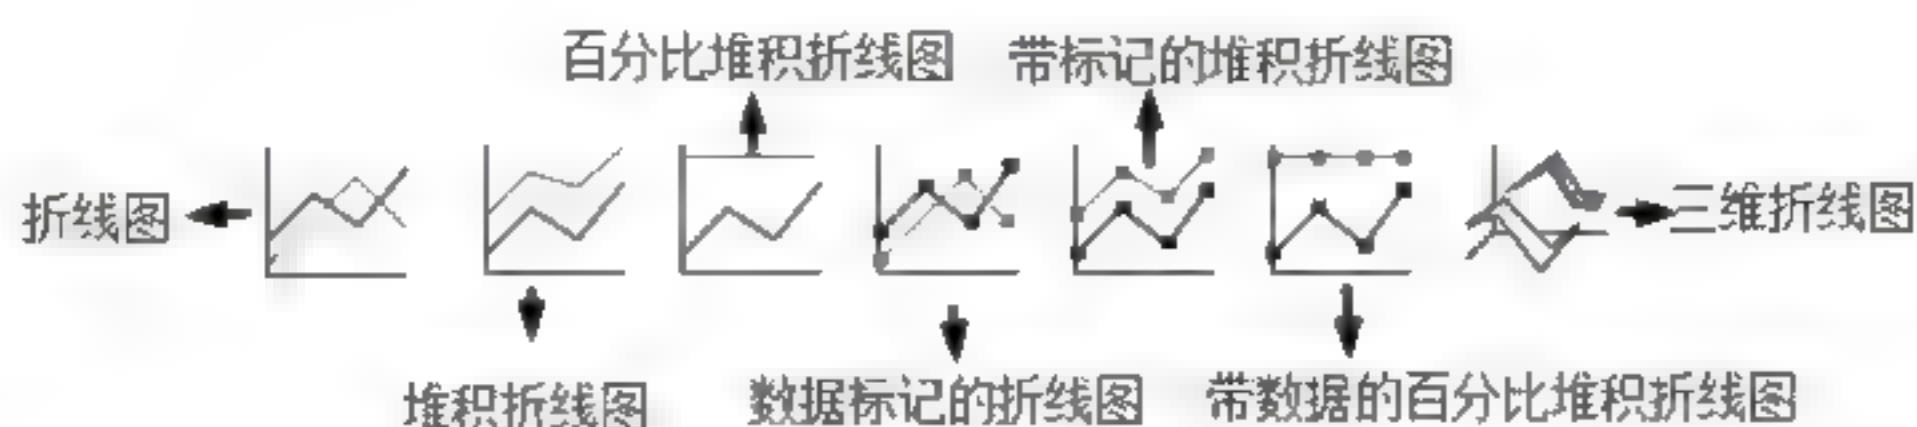 百分比堆积折线图
带标记的堆积折线图
折线图
三维折线图
堆积折线图
数据标记的折线图
带数据的百分比堆积折线图